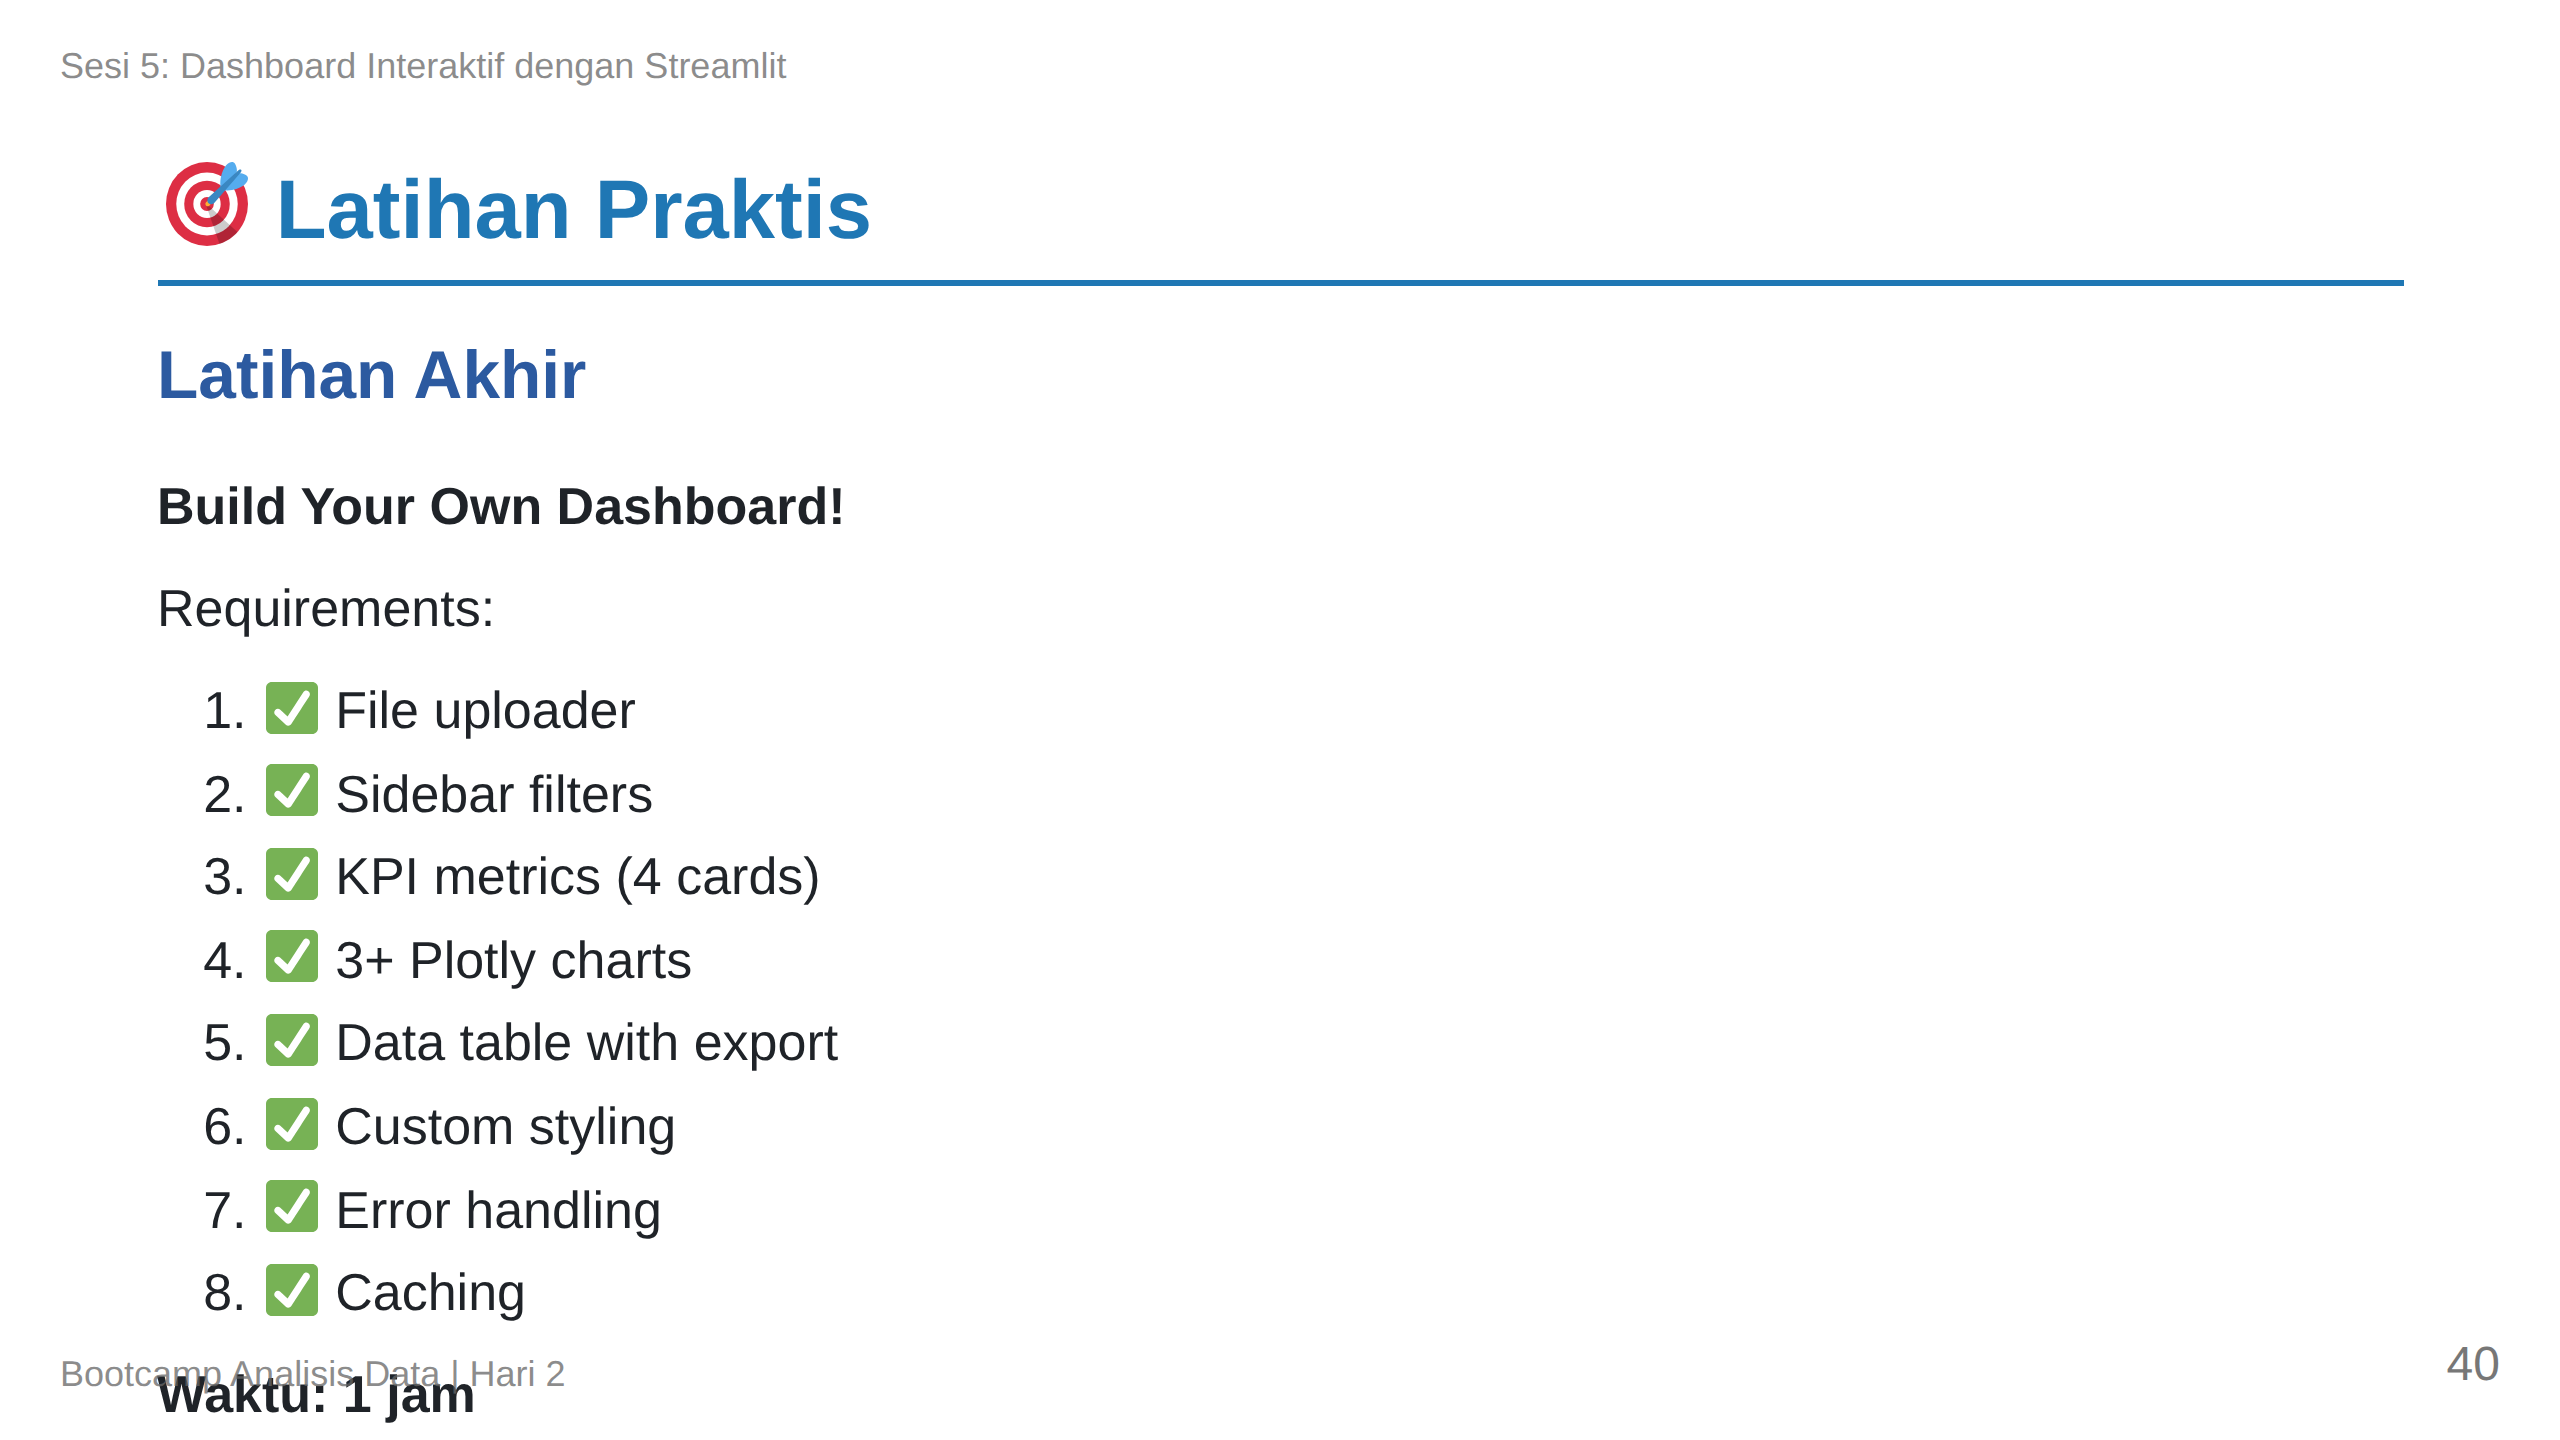 Sesi 5: Dashboard Interaktif dengan Streamlit
🎯 Latihan Praktis
Latihan Akhir
Build Your Own Dashboard!
Requirements:
1. ✅ File uploader
2. ✅ Sidebar filters
3. ✅ KPI metrics (4 cards)
4. ✅ 3+ Plotly charts
5. ✅ Data table with export
6. ✅ Custom styling
7. ✅ Error handling
8. ✅ Caching
Waktu: 1 jam
Bootcamp Analisis Data | Hari 2
40